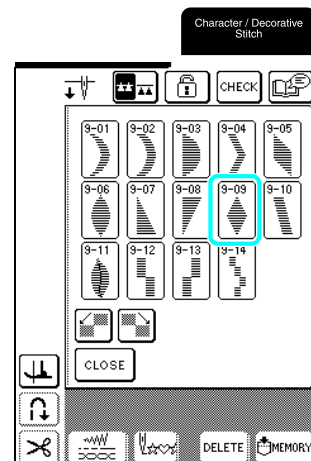 Character / Decorative
Stitch
CHECK
9-01 9-02 9-03 9-04 9-05
9-06 9-07 9-08 9-09 9-10
9-11 9-12 9-13 9-14
CLOSE
DELETE MEMORY